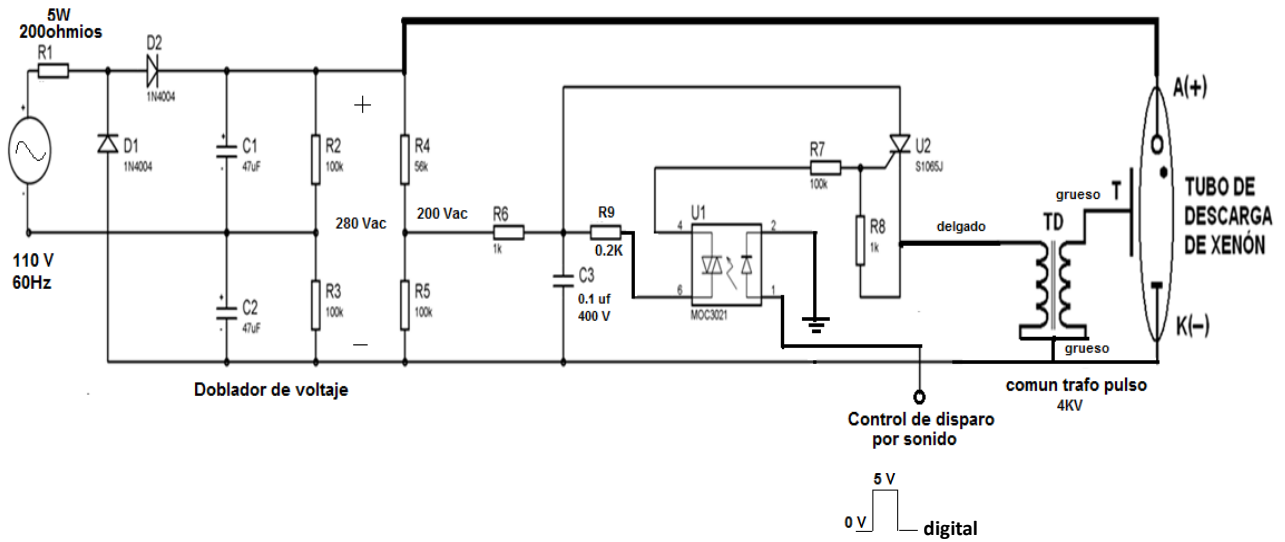 5W
200ohmios
R1
D2
1N4004
D1
1N4004
C1
47uF
R2
100k
+
R4
56k
110 V
60Hz
280 Vac
200 Vac
C2
47uF
R3
100k
R5
100k
—
R6
1k
R9
0.2K
C3
0.1 uf
400 V
U1
4
2
6
1
MOC3021
R7
100k
U2
S1065J
R8
1k
delgado
TD
grueso
T
A(+)
TUBO DE
DESCARGA
DE XENÓN
K(–)
grueso
Doblador de voltaje
comun trafo pulso
4KV
Control de disparo
por sonido
5 V
0 V
digital